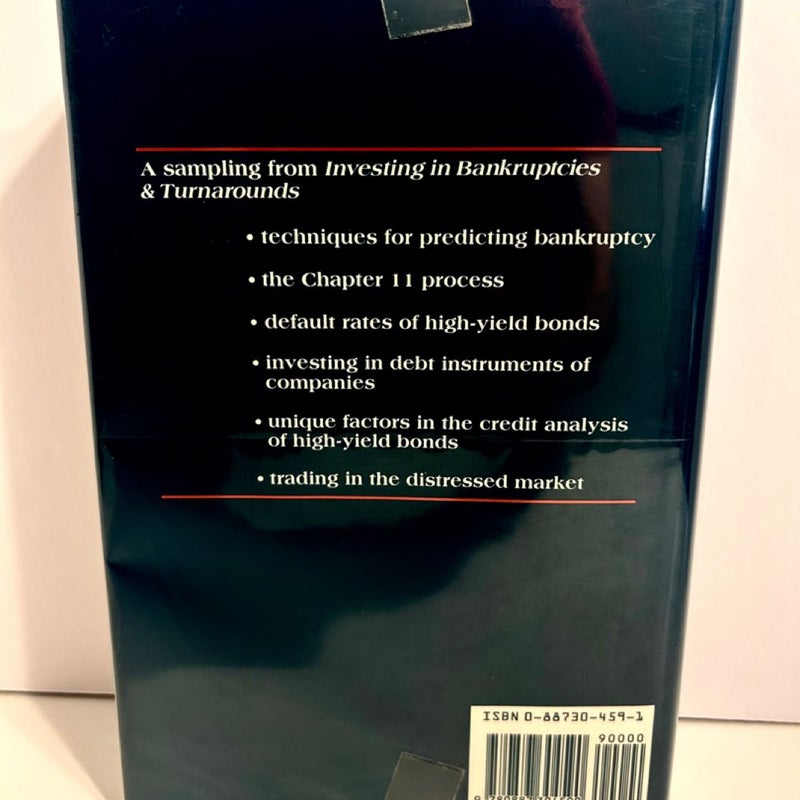 A sampling from Investing in Bankruptcies
& Turnarounds
• techniques for predicting bankruptcy
• the Chapter 11 process
• default rates of high-yield bonds
• investing in debt instruments of
companies
• unique factors in the credit analysis
of high-yield bonds
• trading in the distressed market
ISBN 0-88730-459-1
90000